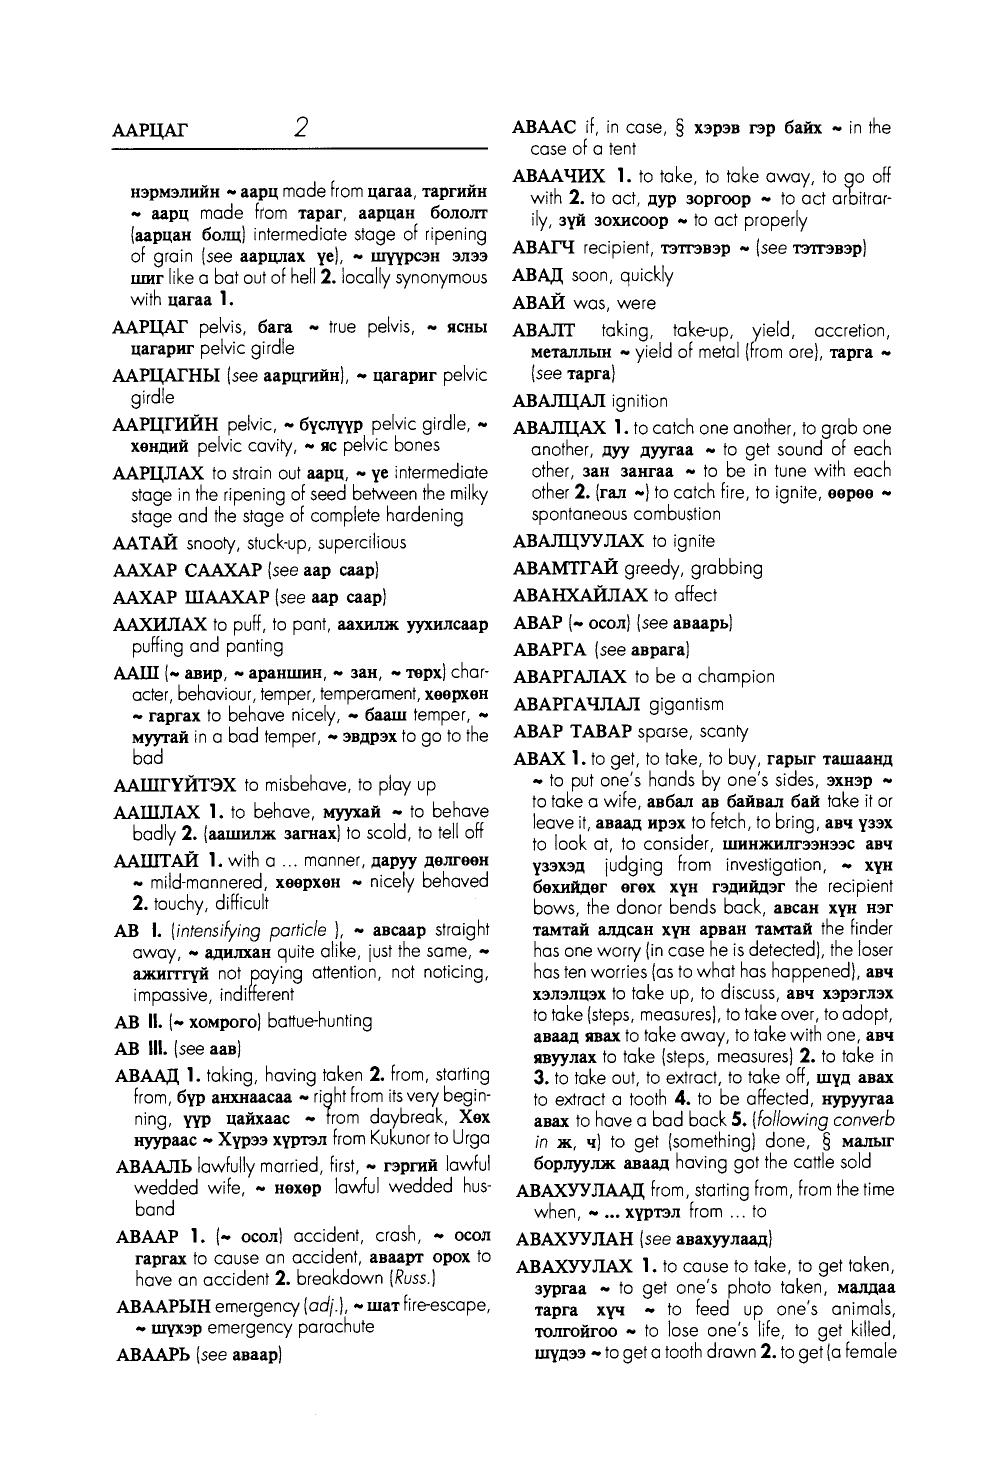 ААРЦАГ 2
нэрмэлийн ~ аарц made from цагаа, таргийн
~ аарц made from тараг, аарцан бололт
(аарцан болц) intermediate stage of ripening
of grain (see аарцлах үе), ~ шүүрсэн элээ
шиг like a bat out of hell 2. locally synonymous
with цагаа 1.
ААРЦАГ pelvis, бага ~ true pelvis, ~ ясны
цагариг pelvic girdle
ААРЦАГНЫ (see аарцгийн), ~ цагариг pelvic
girdle
ААРЦГИЙН pelvic, ~ бүслүүр pelvic girdle, ~
хөндий pelvic cavity, ~ яс pelvic bones
ААРЦЛАХ to strain out аарц, ~ үе intermediate
stage in the ripening of seed between the milky
stage and the stage of complete hardening
ААТАЙ snooty, stuck-up, supercilious
ААХАР СААХАР (see аар саар)
ААХАР ШААХАР (see аар саар)
ААХИЛАХ to puff, to pant, аахилж уухилсаар
puffing and panting
ААШ (~ авир, ~ араншин, ~ зан, ~ төрх) char-
acter, behaviour, temper, temperament, хөөрхөн
~ гаргах to behave nicely, ~ бааш temper, ~
муутай in a bad temper, ~ эвдрэх to go to the
bad
ААШГҮЙТЭХ to misbehave, to play up
ААШЛАХ 1. to behave, муухай ~ to behave
badly 2. (аашилж загнах) to scold, to tell off
ААШТАЙ 1. with a ... manner, даруу дөлгөөн
~ mild-mannered, хөөрхөн ~ nicely behaved
2. touchy, difficult
АВ I. (intensifying particle ), ~ авсаар straight
away, ~ адилхан quite alike, just the same, ~
ажиггүй not paying attention, not noticing,
impassive, indifferent
АВ II. (~ хомрого) battue-hunting
АВ III. (see аав)
АВААД 1. taking, having taken 2. from, starting
from, бүр анхнаасаа ~ right from its very begin-
ning, үүр цайхаас ~ from daybreak, Хөх
нуураас ~ Хүрээ хүртэл from Kukunor to Urga
АВААЛЬ lawfully married, first, ~ гэргий lawful
wedded wife, ~ нөхөр lawful wedded hus-
band
АВААР 1. (~ осол) accident, crash, ~ осол
гаргах to cause an accident, аваарт орох to
have an accident 2. breakdown (Russ.)
АВААРЫН emergency (adj.), ~ шат fire-escape,
~ шүхэр emergency parachute
АВААРЬ (see аваар)
АВААС if, in case, § хэрэв гэр байх ~ in the
case of a tent
АВААЧИХ 1. to take, to take away, to go off
with 2. to act, дур зоргоор ~ to act arbitrar-
ily, зүй зохисоор ~ to act properly
АВАГЧ recipient, тэтгэвэр ~ (see тэтгэвэр)
АВАД soon, quickly
АВАЙ was, were
АВАЛТ taking, take-up, yield, accretion,
металлын ~ yield of metal (from ore), тарга ~
(see тарга)
АВАЛЦАЛ ignition
АВАЛЦАХ 1. to catch one another, to grab one
another, дуу дуугаа ~ to get sound of each
other, зан зангаа ~ to be in tune with each
other 2. (гал ~) to catch fire, to ignite, өөрөө ~
spontaneous combustion
АВАЛЦУУЛАХ to ignite
АВАМТГАЙ greedy, grabbing
АВАНХАЙЛАХ to affect
АВАР (~ осол) (see аваарь)
АВАРГА (see аврага)
АВАРГАЛАХ to be a champion
АВАРГАЧЛАЛ gigantism
АВАР ТАВАР sparse, scanty
АВАХ 1. to get, to take, to buy, гарыг ташаанд
~ to put one's hands by one's sides, эхнэр ~
to take a wife, авбал ав байвал бай take it or
leave it, аваад ирэх to fetch, to bring, авч үзэх
to look at, to consider, шинжилгээнээс авч
үзэхэд judging from investigation, ~ хүн
бөхийдөг өгөх хүн гэдийдэг the recipient
bows, the donor bends back, авсан хүн нэг
тамтай алдсан хүн арван тамтай the finder
has one worry (in case he is detected), the loser
has ten worries (as to what has happened), авч
хэлэлцэх to take up, to discuss, авч хэрэглэх
to take (steps, measures), to take over, to adopt,
аваад явах to take away, to take with one, авч
явуулах to take (steps, measures) 2. to take in
3. to take out, to extract, to take off, шүд авах
to extract a tooth 4. to be affected, нуруугаа
авах to have a bad back 5. (following converb
in ж, ч) to get (something) done, § малыг
борлуулж аваад having got the cattle sold
АВАХУУЛААД from, starting from, from the time
when, ~ ... хүртэл from ... to
АВАХУУЛАН (see авахуулаад)
АВАХУУЛАХ 1. to cause to take, to get taken,
зургаа ~ to get one's photo taken, малдаа
тарга хүч ~ to feed up one's animals,
толгойгоо ~ to lose one's life, to get killed,
шүдээ ~ to get a tooth drawn 2. to get (a female